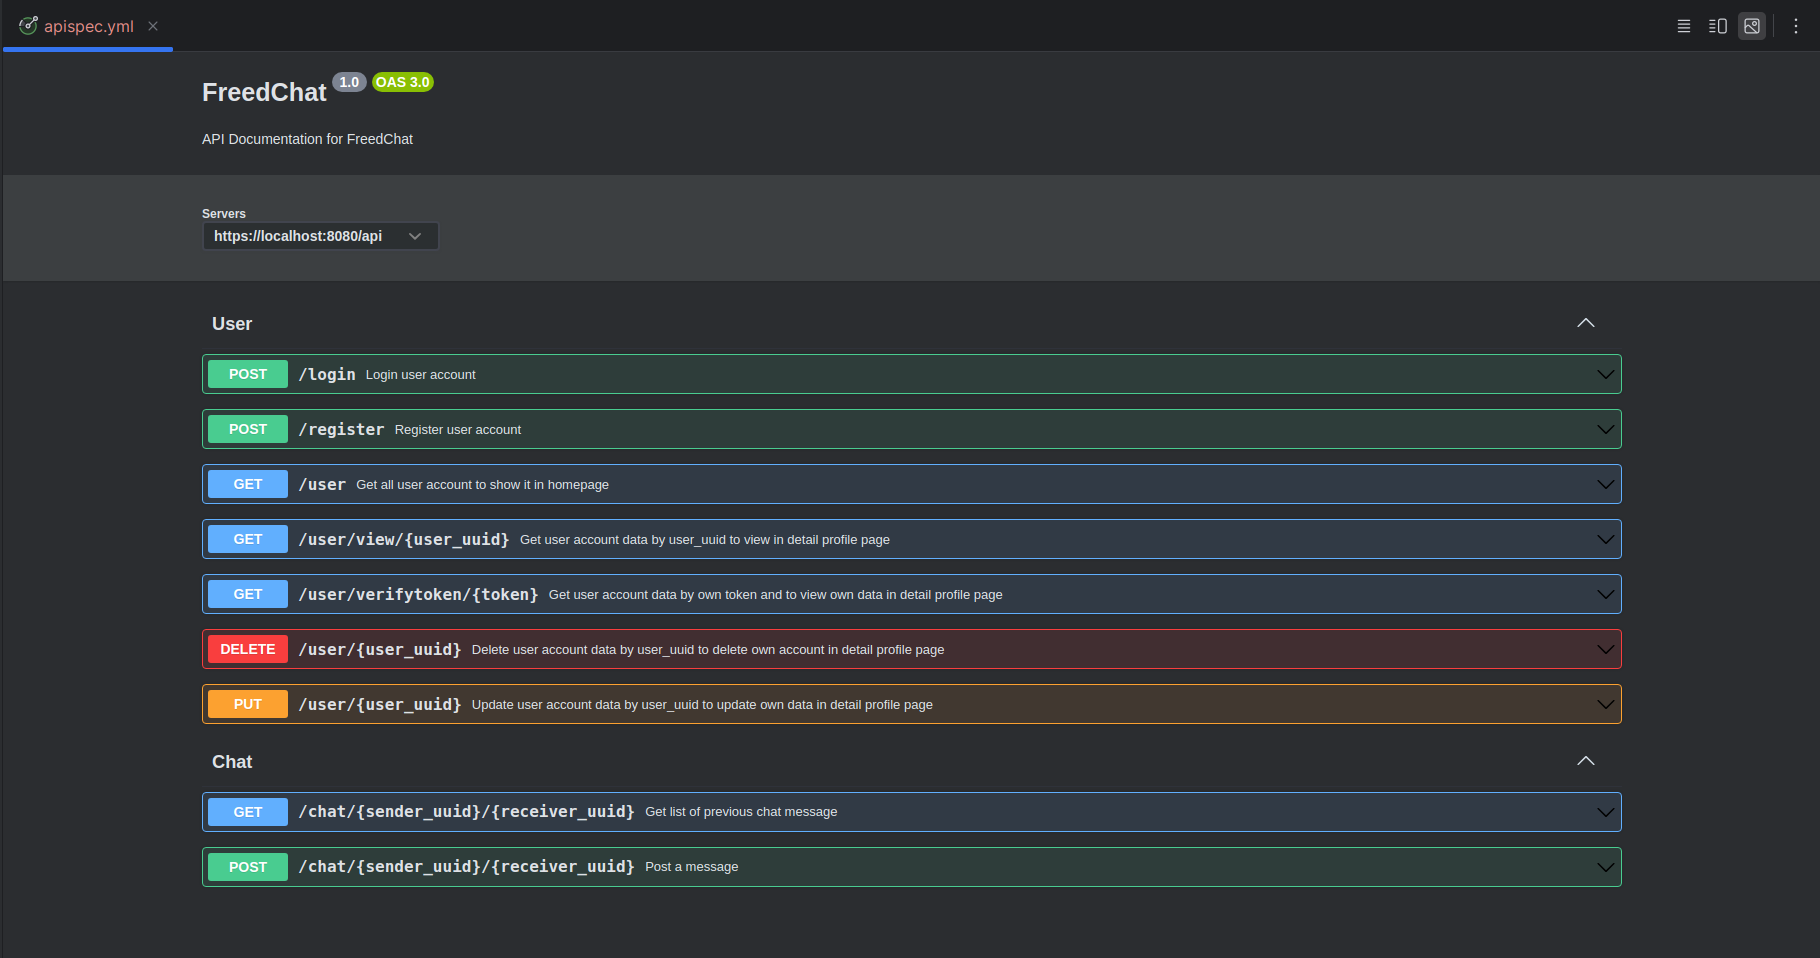 apispec.yml
FreedChat 1.0 OAS 3.0
API Documentation for FreedChat
Servers
https://localhost:8080/api
User
POST /login Login user account
POST /register Register user account
GET /user Get all user account to show it in homepage
GET /user/view/{user_uuid} Get user account data by user_uuid to view in detail profile page
GET /user/verifytoken/{token} Get user account data by own token and to view own data in detail profile page
DELETE /user/{user_uuid} Delete user account data by user_uuid to delete own account in detail profile page
PUT /user/{user_uuid} Update user account data by user_uuid to update own data in detail profile page
Chat
GET /chat/{sender_uuid}/{receiver_uuid} Get list of previous chat message
POST /chat/{sender_uuid}/{receiver_uuid} Post a message